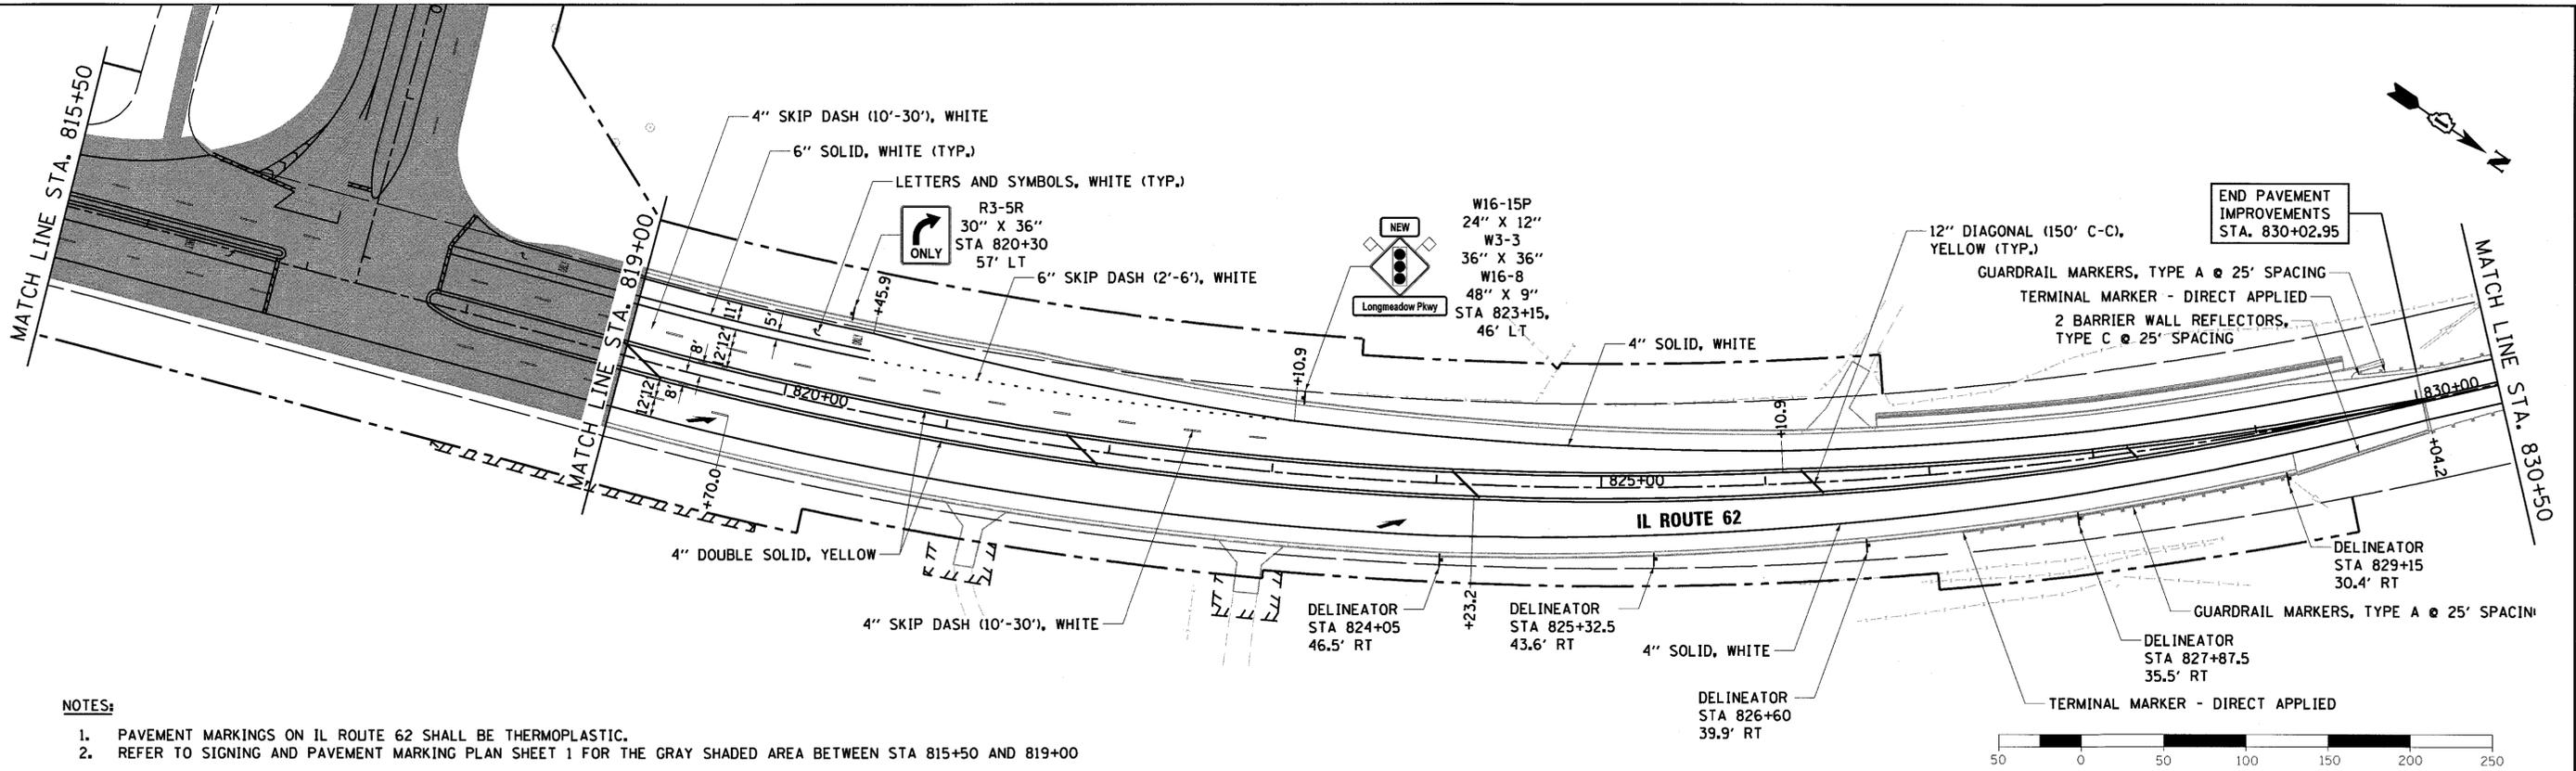 MATCH LINE STA. 815+50
4" SKIP DASH (10'-30'), WHITE
6" SOLID, WHITE (TYP.)
LETTERS AND SYMBOLS, WHITE (TYP.)
ONLY
R3-5R
30" X 36"
STA 820+30
57' LT
6" SKIP DASH (2'-6'), WHITE
NEW
Longmeadow Pkwy
W16-15P
24" X 12"
W3-3
36" X 36"
W16-8
48" X 9"
STA 823+15,
46' LT
4" SOLID, WHITE
12" DIAGONAL (150' C-C),
YELLOW (TYP.)
END PAVEMENT
IMPROVEMENTS
STA. 830+02.95
GUARDRAIL MARKERS, TYPE A @ 25' SPACING
TERMINAL MARKER - DIRECT APPLIED
2 BARRIER WALL REFLECTORS,
TYPE C @ 25' SPACING
N
MATCH LINE STA. 830+50
MATCH LINE STA. 819+00
11'
5'
12'
12'
8'
8'
12'
12'
+45.9
+10.9
+10.9
820+00
825+00
830+00
+70.0
+23.2
+04.2
IL ROUTE 62
4" DOUBLE SOLID, YELLOW
4" SKIP DASH (10'-30'), WHITE
DELINEATOR
STA 824+05
46.5' RT
DELINEATOR
STA 825+32.5
43.6' RT
4" SOLID, WHITE
DELINEATOR
STA 826+60
39.9' RT
DELINEATOR
STA 829+15
30.4' RT
GUARDRAIL MARKERS, TYPE A @ 25'
DELINEATOR
STA 827+87.5
35.5' RT
TERMINAL MARKER - DIRECT APPLIED
NOTES:
1. PAVEMENT MARKINGS ON IL ROUTE 62 SHALL BE THERMOPLASTIC.
2. REFER TO SIGNING AND PAVEMENT MARKING PLAN SHEET 1 FOR THE GRAY SHADED AREA BETWEEN STA 815+50 AND 819+00
50 0 50 100 150 200 250